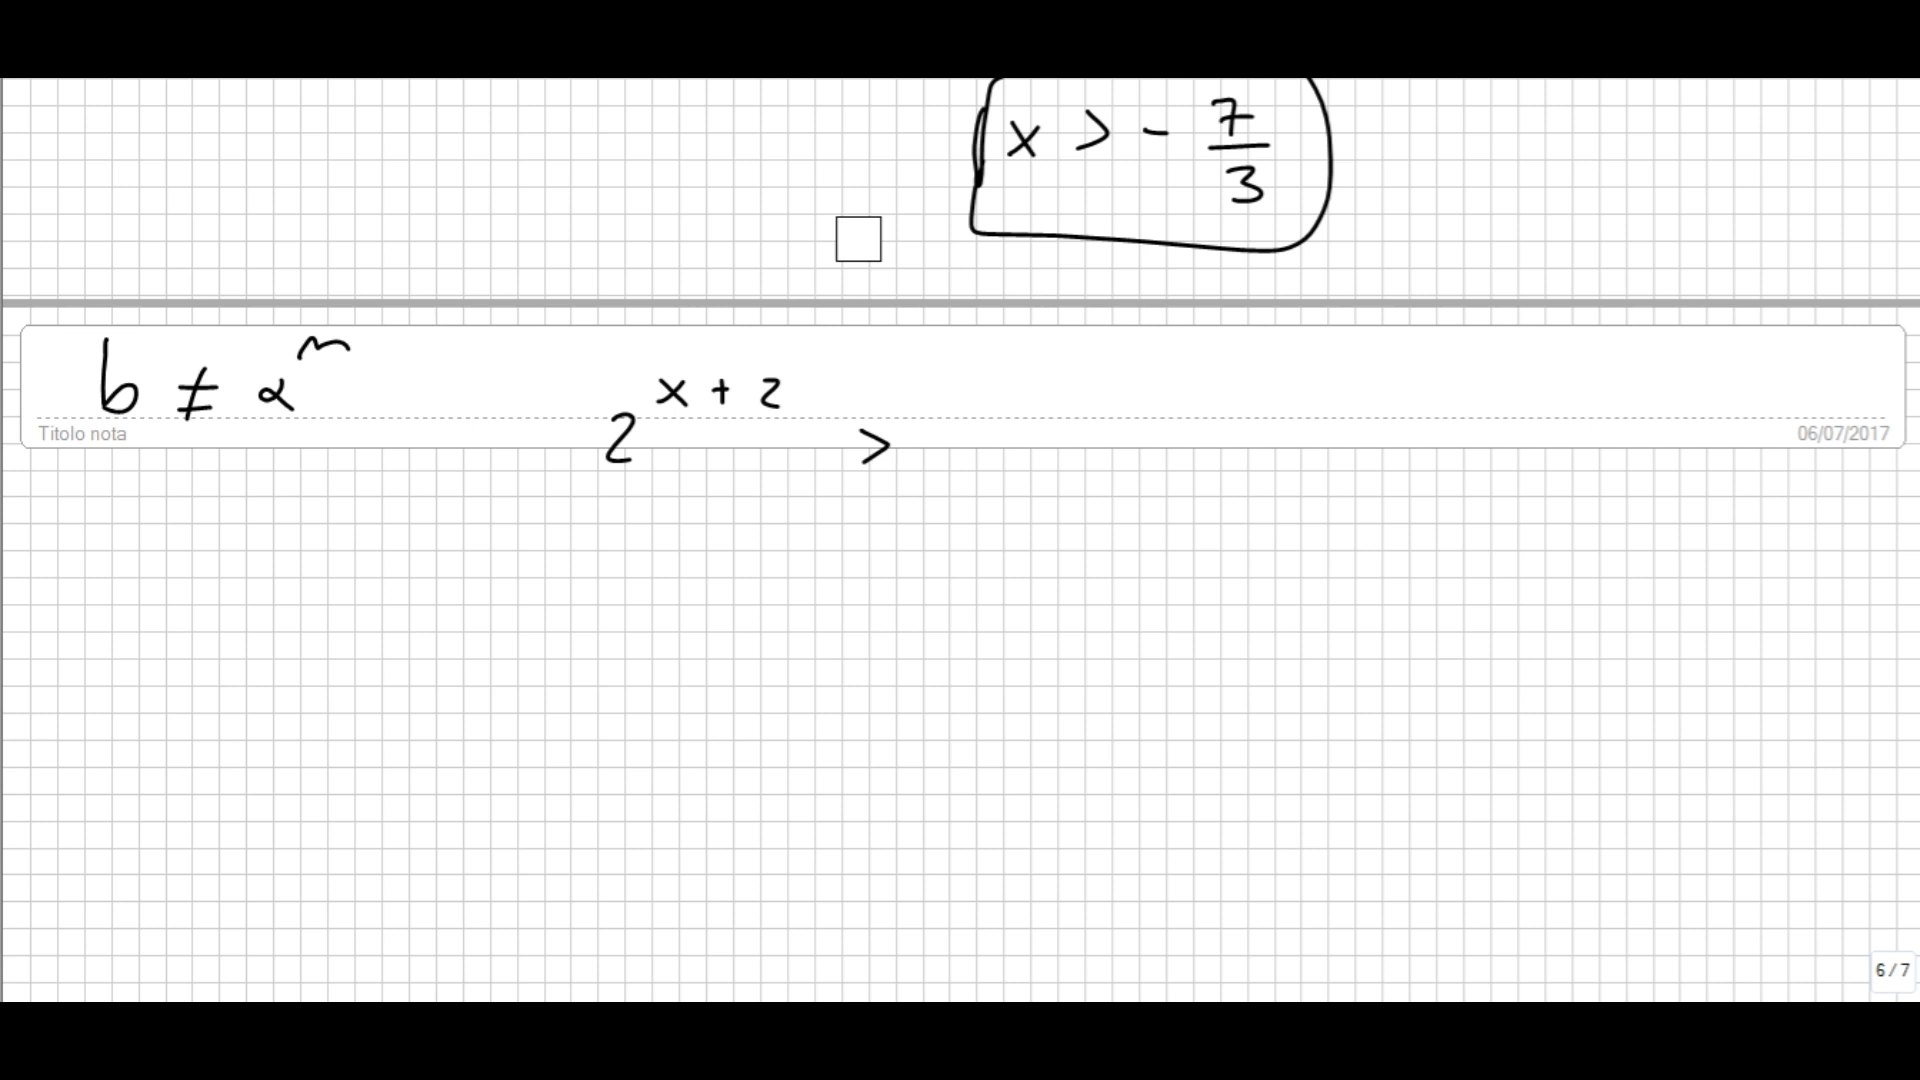 x > - 7/3
b ≠ a^m
2^{x + 2} >
Titolo nota
06/07/2017
6 / 7